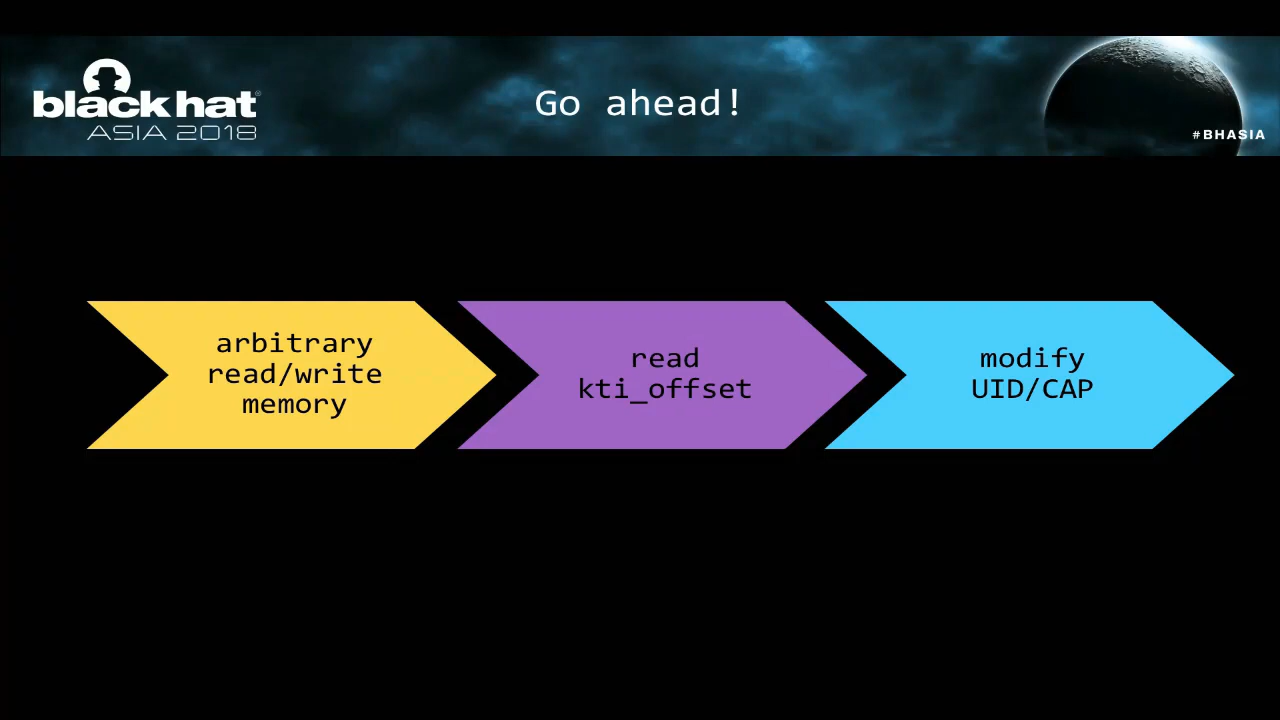 black hat®
ASIA 2018
Go ahead!
#BHASIA
arbitrary
read/write
memory
read
kti_offset
modify
UID/CAP